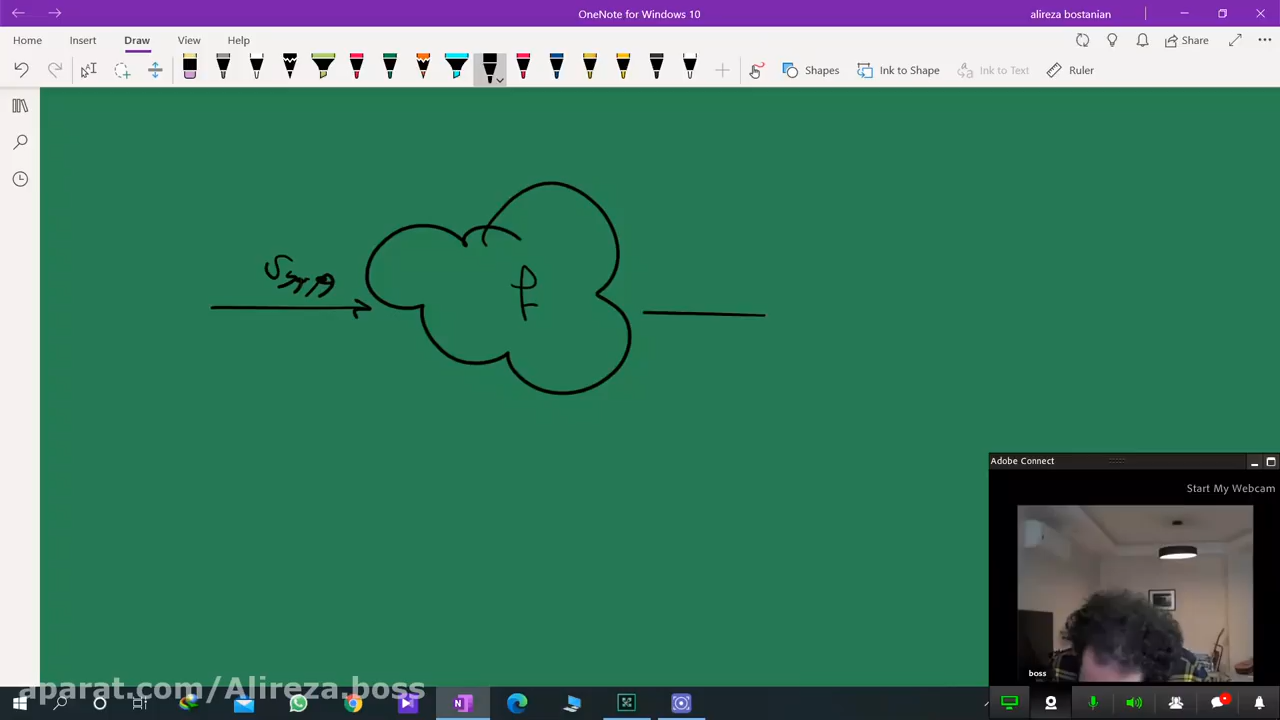 OneNote for Windows 10
alireza bostanian
Home
Insert
Draw
View
Help
Share
Shapes
Ink to Shape
Ink to Text
Ruler
Adobe Connect
Start My Webcam
boss
aparat.com/Alireza.boss